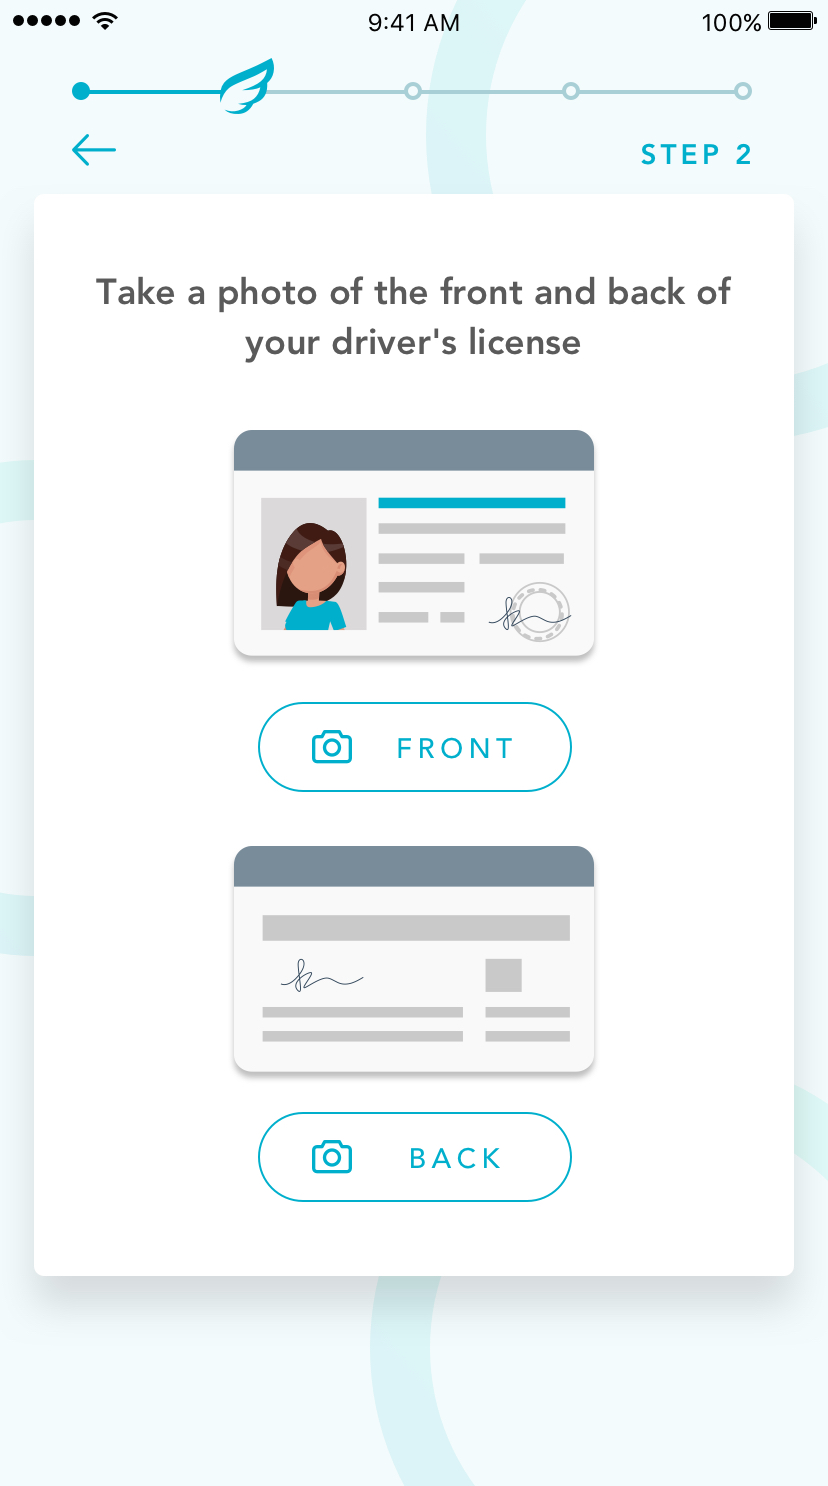 9:41 AM
100%
STEP 2
Take a photo of the front and back of
your driver's license
FRONT
BACK